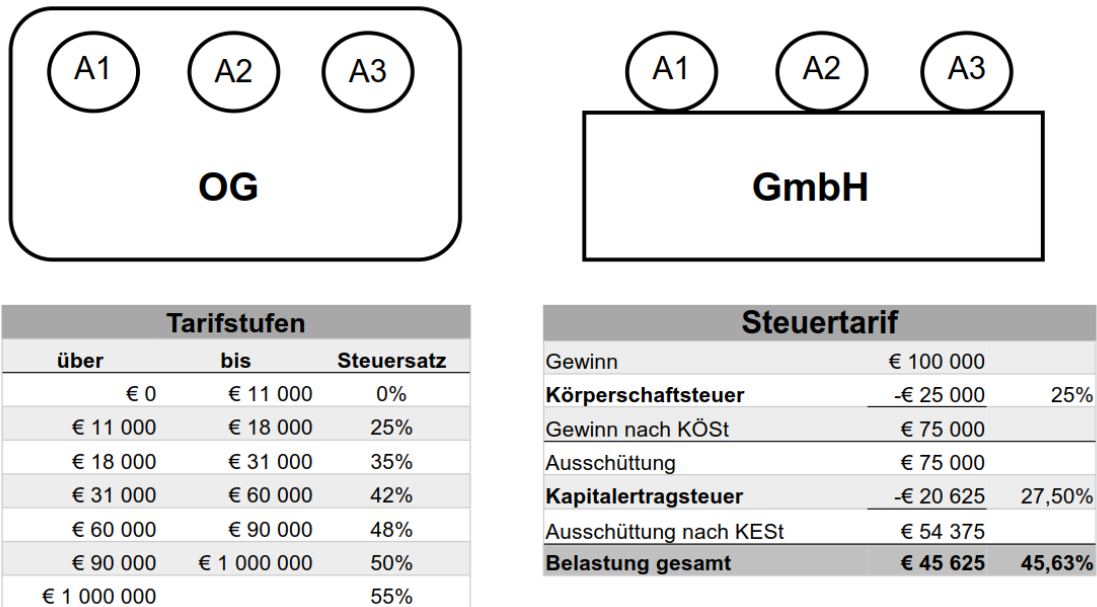 A1 A2 A3
OG
A1 A2 A3
GmbH
Tarifstufen
über bis Steuersatz
€ 0 € 11 000 0%
€ 11 000 € 18 000 25%
€ 18 000 € 31 000 35%
€ 31 000 € 60 000 42%
€ 60 000 € 90 000 48%
€ 90 000 € 1 000 000 50%
€ 1 000 000 55%
Steuertarif
Gewinn € 100 000
Körperschaftsteuer -€ 25 000 25%
Gewinn nach KÖSt € 75 000
Ausschüttung € 75 000
Kapitalertragsteuer -€ 20 625 27,50%
Ausschüttung nach KESt € 54 375
Belastung gesamt € 45 625 45,63%